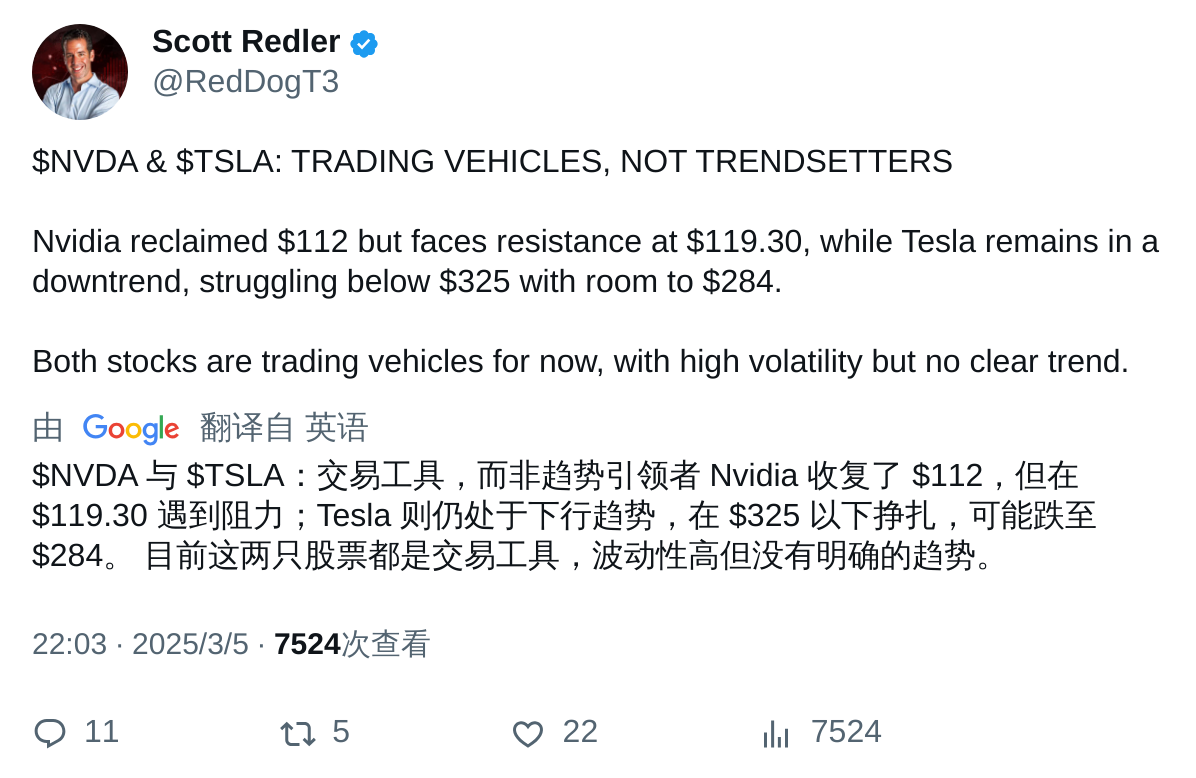 Scott Redler
@RedDogT3
$NVDA & $TSLA: TRADING VEHICLES, NOT TRENDSETTERS
Nvidia reclaimed $112 but faces resistance at $119.30, while Tesla remains in a
downtrend, struggling below $325 with room to $284.
Both stocks are trading vehicles for now, with high volatility but no clear trend.
由 Google 翻译自 英语
$NVDA 与 $TSLA：交易工具，而非趋势引领者 Nvidia 收复了 $112，但在
$119.30 遇到阻力；Tesla 则仍处于下行趋势，在 $325 以下挣扎，可能跌至
$284。 目前这两只股票都是交易工具，波动性高但没有明确的趋势。
22:03 · 2025/3/5 · 7524次查看
11 5 22 7524